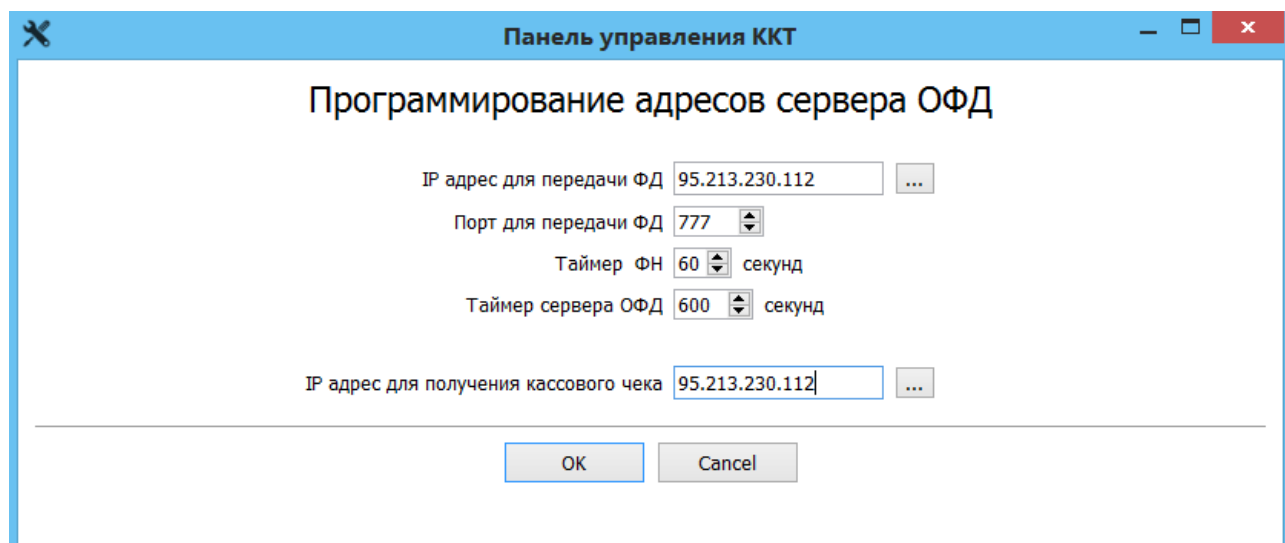 Панель управления ККТ
Программирование адресов сервера ОФД
IP адрес для передачи ФД 95.213.230.112 ...
Порт для передачи ФД 777
Таймер ФН 60 секунд
Таймер сервера ОФД 600 секунд
IP адрес для получения кассового чека 95.213.230.112 ...
OK Cancel